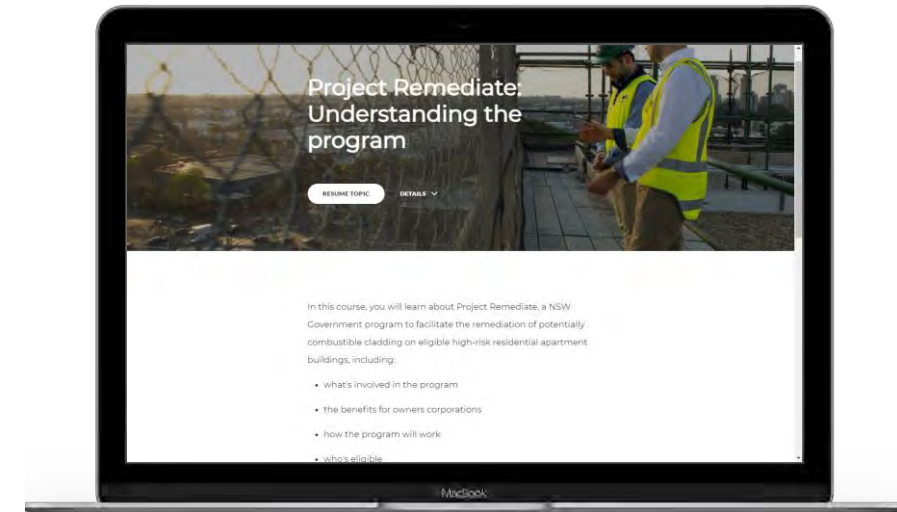 Project Remediate:
Understanding the
program
RESUME TOPIC
DETAILS
In this course, you will learn about Project Remediate, a NSW
Government program to facilitate the remediation of potentially
combustible cladding on eligible high-risk residential apartment
buildings, including:
• what's involved in the program
• the benefits for owners corporations
• how the program will work
• who's eligible
MacBook